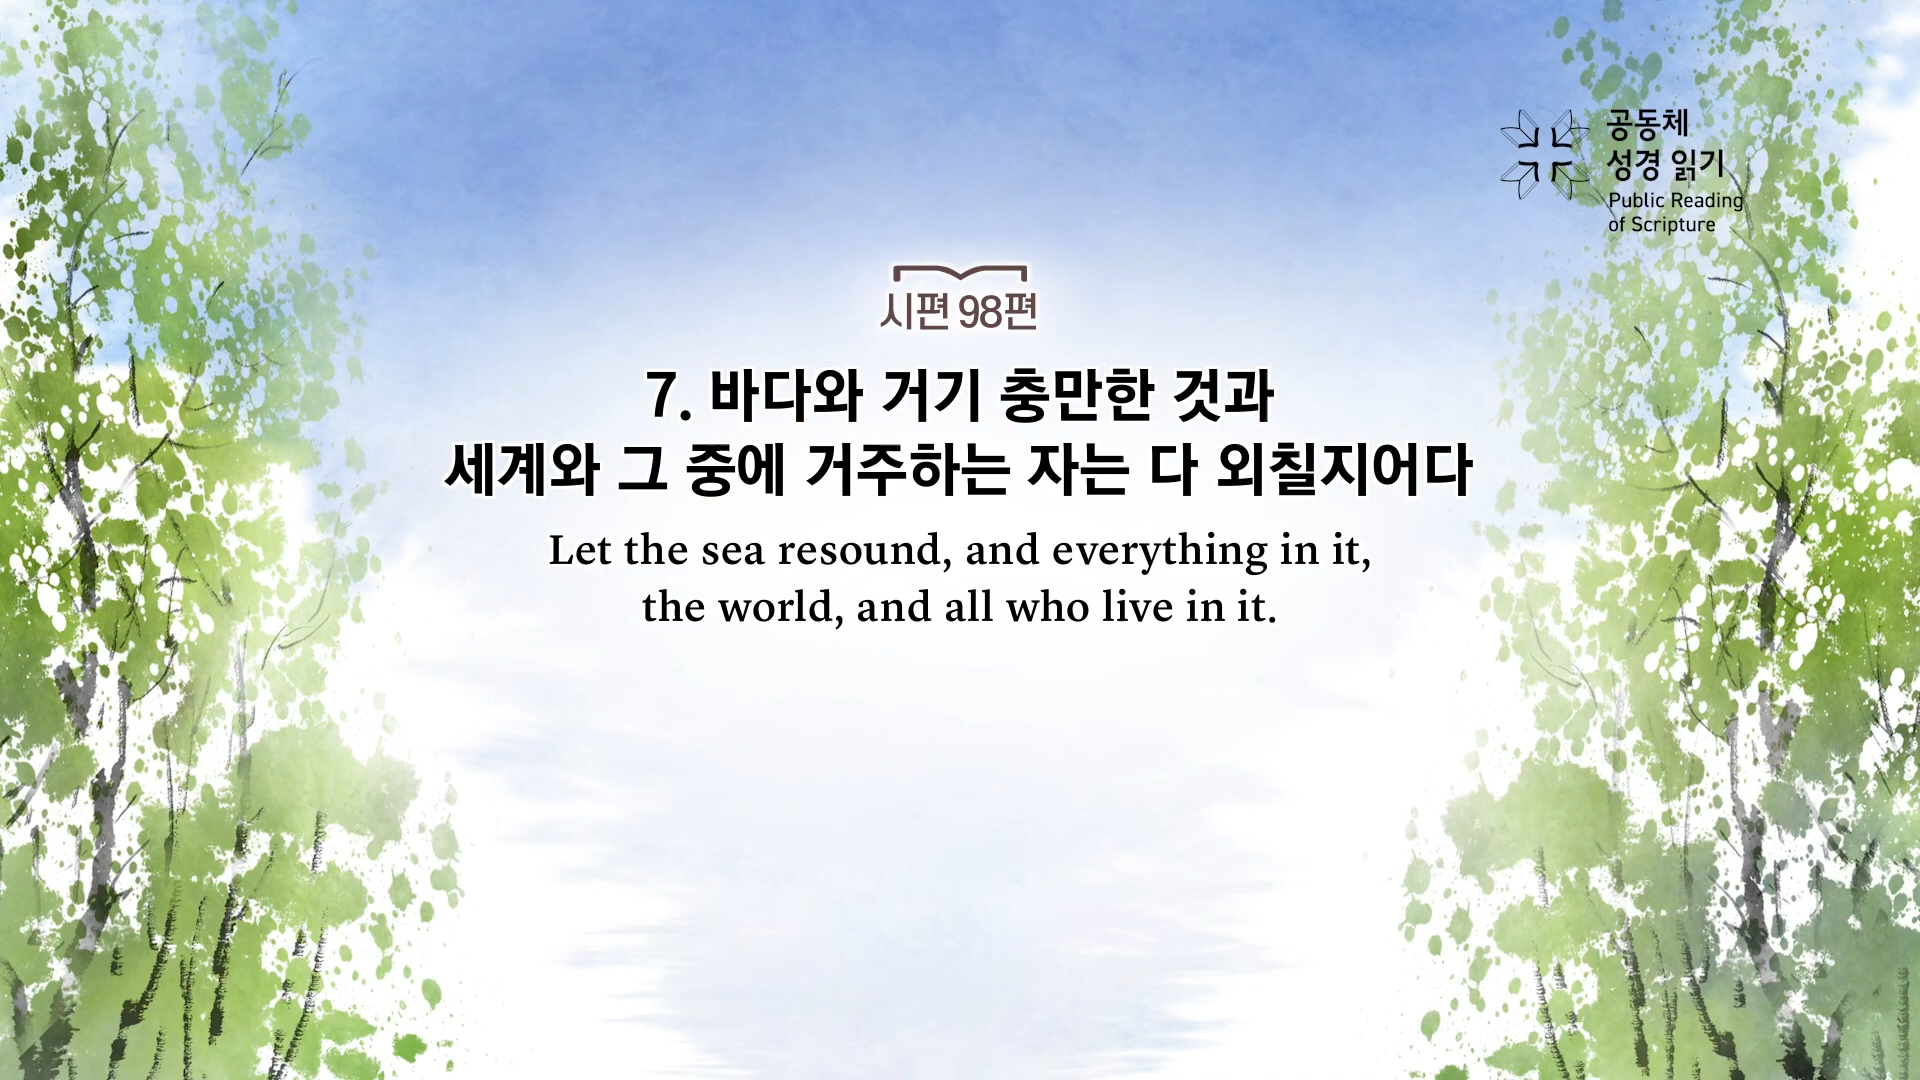 공동체
성경 읽기
Public Reading
of Scripture
시편 98편
7. 바다와 거기 충만한 것과
세계와 그 중에 거주하는 자는 다 외칠지어다
Let the sea resound, and everything in it,
the world, and all who live in it.